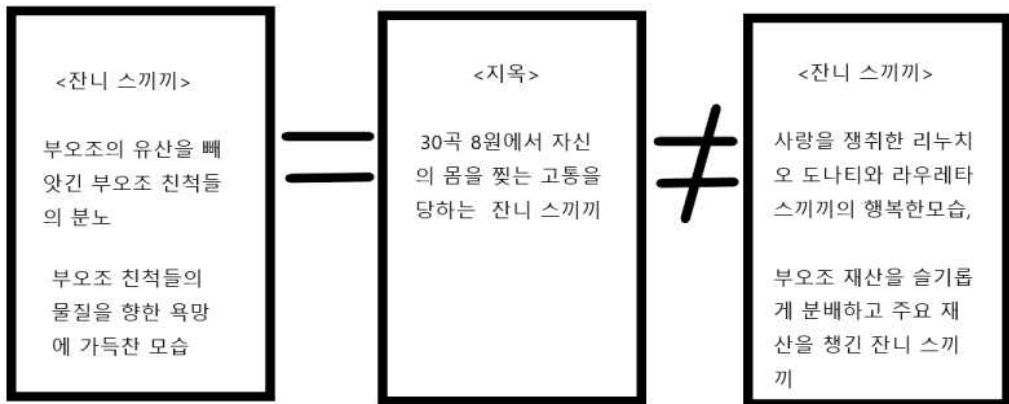 <잔니 스끼끼>
부오조의 유산을 빼
앗긴 부오조 친척들
의 분노
부오조 친척들의
물질을 향한 욕망
에 가득찬 모습
=
<지옥>
30곡 8원에서 자신
의 몸을 찢는 고통을
당하는 잔니 스끼끼
≠
<잔니 스끼끼>
사랑을 쟁취한 리누치
오 도나티와 라우레타
스끼끼의 행복한모습,
부오조 재산을 슬기롭
게 분배하고 주요 재
산을 챙긴 잔니 스끼
끼